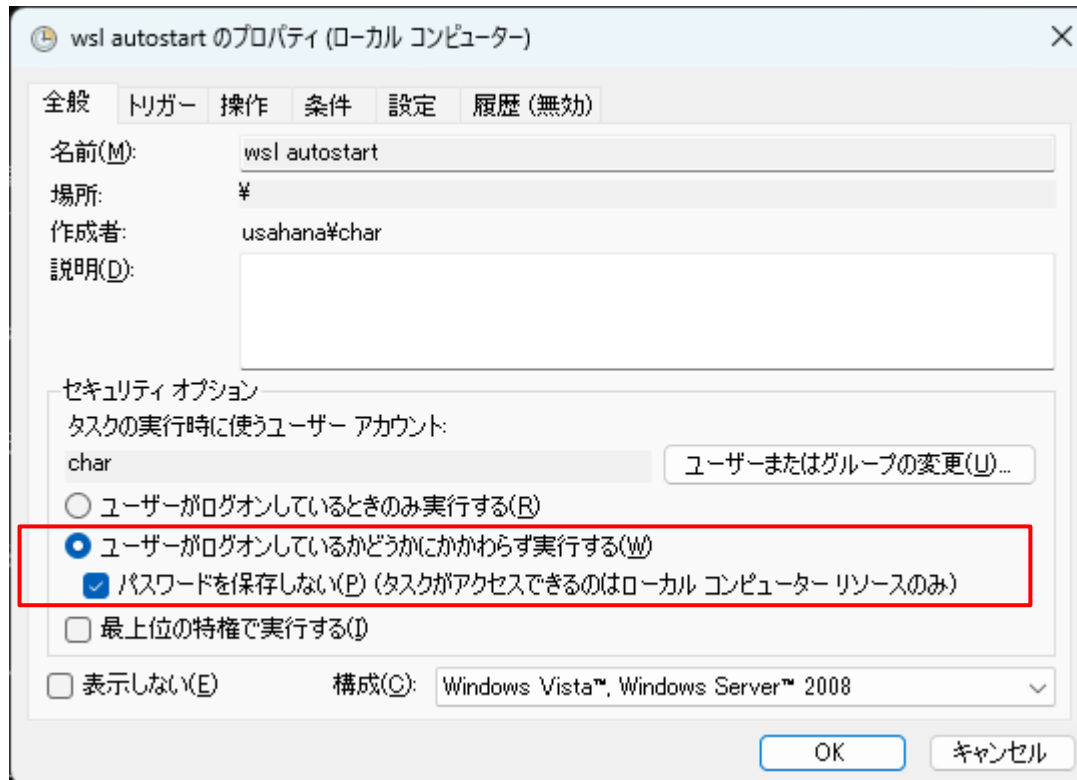 wsl autostart のプロパティ (ローカル コンピューター)
全般 トリガー 操作 条件 設定 履歴 (無効)
名前(M): wsl autostart
場所: ¥
作成者: usahana¥char
説明(D):
セキュリティ オプション
タスクの実行時に使うユーザー アカウント:
char ユーザーまたはグループの変更(U)...
ユーザーがログオンしているときのみ実行する(R)
ユーザーがログオンしているかどうかにかかわらず実行する(W)
パスワードを保存しない(P) (タスクがアクセスできるのはローカル コンピューター リソースのみ)
最上位の特権で実行する(I)
表示しない(E) 構成(C): Windows Vista™, Windows Server™ 2008
OK キャンセル